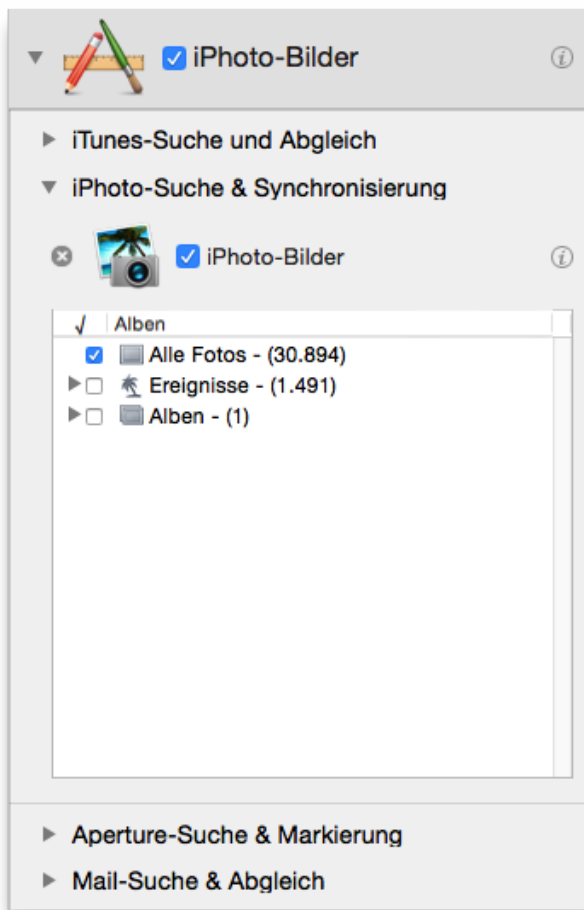 iPhoto-Bilder
iTunes-Suche und Abgleich
iPhoto-Suche & Synchronisierung
iPhoto-Bilder
√ Alben
Alle Fotos - (30.894)
Ereignisse - (1.491)
Alben - (1)
Aperture-Suche & Markierung
Mail-Suche & Abgleich